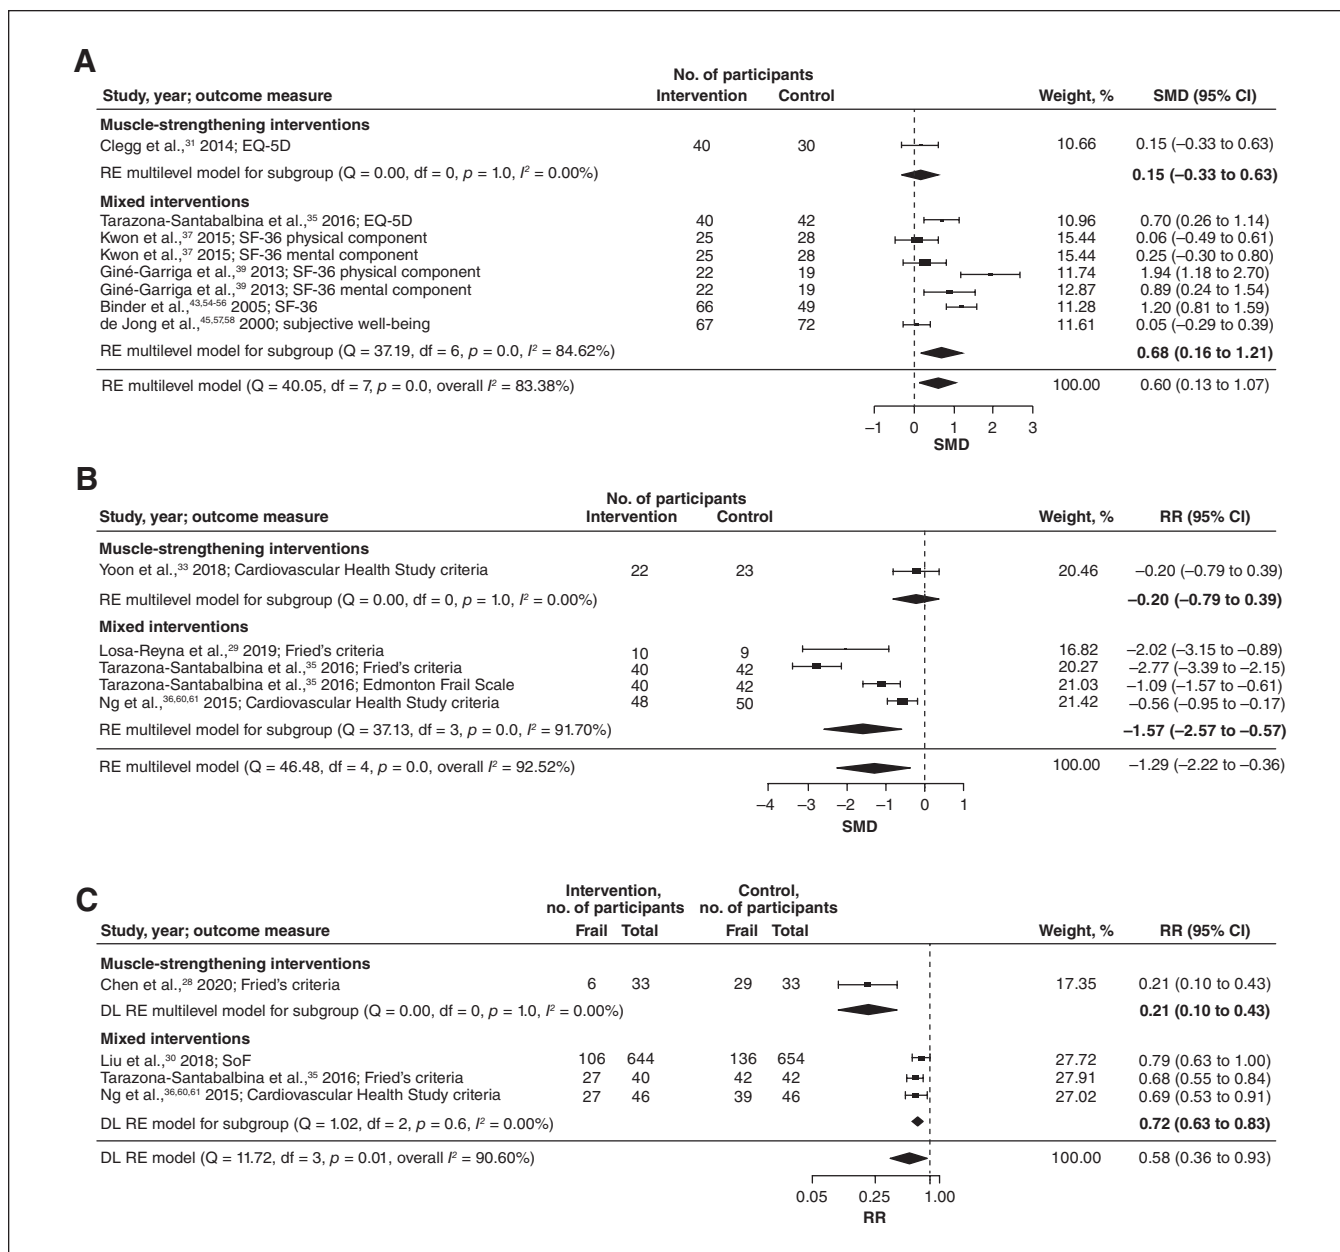 A
No. of participants
Study, year; outcome measure Intervention Control Weight, % SMD (95% CI)
Muscle-strengthening interventions
Clegg et al.,31 2014; EQ-5D 40 30 10.66 0.15 (–0.33 to 0.63)
RE multilevel model for subgroup (Q = 0.00, df = 0, p = 1.0, I2 = 0.00%) 0.15 (–0.33 to 0.63)
Mixed interventions
Tarazona-Santabalbina et al.,35 2016; EQ-5D 40 42 10.96 0.70 (0.26 to 1.14)
Kwon et al.,37 2015; SF-36 physical component 25 28 15.44 0.06 (–0.49 to 0.61)
Kwon et al.,37 2015; SF-36 mental component 25 28 15.44 0.25 (–0.30 to 0.80)
Giné-Garriga et al.,39 2013; SF-36 physical component 22 19 11.74 1.94 (1.18 to 2.70)
Giné-Garriga et al.,39 2013; SF-36 mental component 22 19 12.87 0.89 (0.24 to 1.54)
Binder et al.,43,54-56 2005; SF-36 66 49 11.28 1.20 (0.81 to 1.59)
de Jong et al.,45,57,58 2000; subjective well-being 67 72 11.61 0.05 (–0.29 to 0.39)
RE multilevel model for subgroup (Q = 37.19, df = 6, p = 0.0, I2 = 84.62%) 0.68 (0.16 to 1.21)
RE multilevel model (Q = 40.05, df = 7, p = 0.0, overall I2 = 83.38%) 100.00 0.60 (0.13 to 1.07)
–1 0 1 2 3
SMD
B
No. of participants
Study, year; outcome measure Intervention Control Weight, % RR (95% CI)
Muscle-strengthening interventions
Yoon et al.,33 2018; Cardiovascular Health Study criteria 22 23 20.46 –0.20 (–0.79 to 0.39)
RE multilevel model for subgroup (Q = 0.00, df = 0, p = 1.0, I2 = 0.00%) –0.20 (–0.79 to 0.39)
Mixed interventions
Losa-Reyna et al.,29 2019; Fried's criteria 10 9 16.82 –2.02 (–3.15 to –0.89)
Tarazona-Santabalbina et al.,35 2016; Fried's criteria 40 42 20.27 –2.77 (–3.39 to –2.15)
Tarazona-Santabalbina et al.,35 2016; Edmonton Frail Scale 40 42 21.03 –1.09 (–1.57 to –0.61)
Ng et al.,36,60,61 2015; Cardiovascular Health Study criteria 48 50 21.42 –0.56 (–0.95 to –0.17)
RE multilevel model for subgroup (Q = 37.13, df = 3, p = 0.0, I2 = 91.70%) –1.57 (–2.57 to –0.57)
RE multilevel model (Q = 46.48, df = 4, p = 0.0, overall I2 = 92.52%) 100.00 –1.29 (–2.22 to –0.36)
–4 –3 –2 –1 0 1
SMD
C
Intervention, Control,
no. of participants no. of participants
Study, year; outcome measure Frail Total Frail Total Weight, % RR (95% CI)
Muscle-strengthening interventions
Chen et al.,28 2020; Fried's criteria 6 33 29 33 17.35 0.21 (0.10 to 0.43)
DL RE multilevel model for subgroup (Q = 0.00, df = 0, p = 1.0, I2 = 0.00%) 0.21 (0.10 to 0.43)
Mixed interventions
Liu et al.,30 2018; SoF 106 644 136 654 27.72 0.79 (0.63 to 1.00)
Tarazona-Santabalbina et al.,35 2016; Fried's criteria 27 40 42 42 27.91 0.68 (0.55 to 0.84)
Ng et al.,36,60,61 2015; Cardiovascular Health Study criteria 27 46 39 46 27.02 0.69 (0.53 to 0.91)
DL RE model for subgroup (Q = 1.02, df = 2, p = 0.6, I2 = 0.00%) 0.72 (0.63 to 0.83)
DL RE model (Q = 11.72, df = 3, p = 0.01, overall I2 = 90.60%) 100.00 0.58 (0.36 to 0.93)
0.05 0.25 1.00
RR